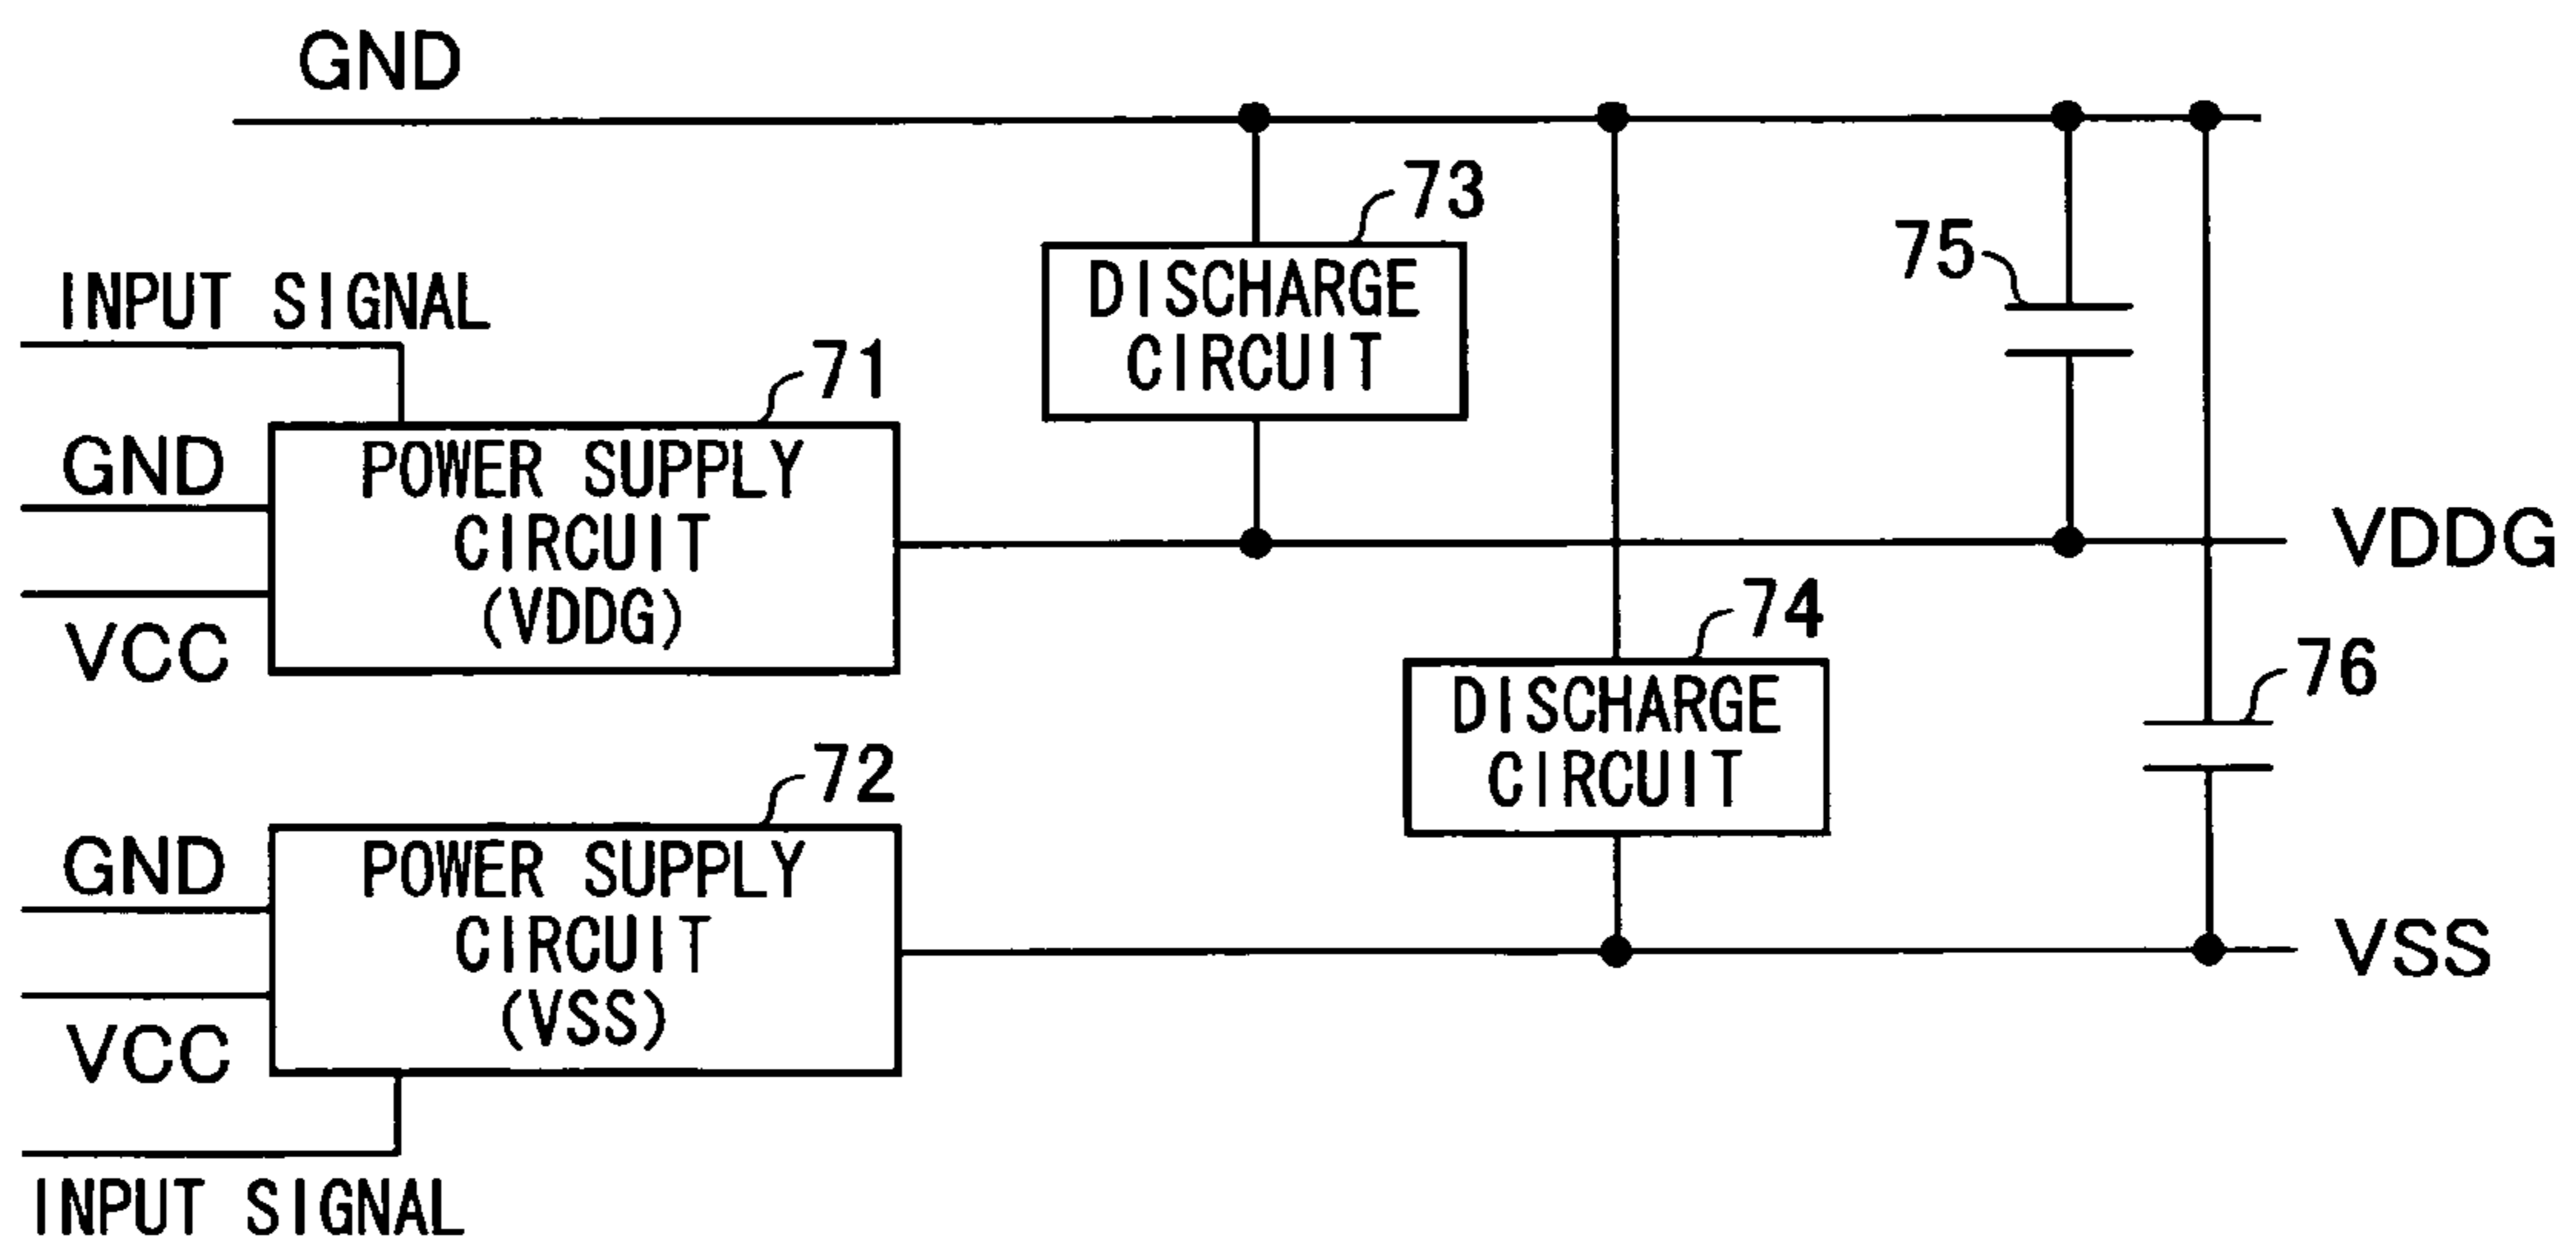 GND
73
DISCHARGE
CIRCUIT
75
INPUT SIGNAL
71
GND
POWER SUPPLY
CIRCUIT
(VDDG)
VCC
VDDG
74
DISCHARGE
CIRCUIT
76
72
GND
POWER SUPPLY
CIRCUIT
(VSS)
VCC
VSS
INPUT SIGNAL